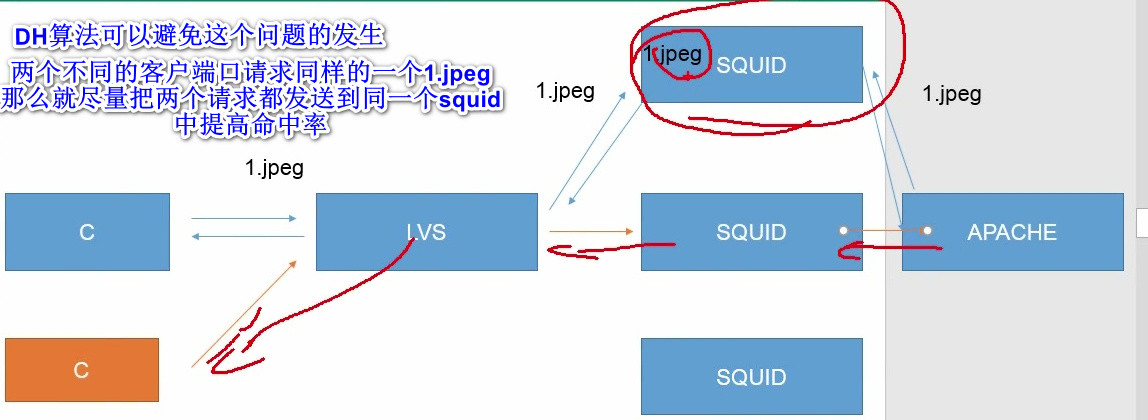 DH算法可以避免这个问题的发生
两个不同的客户端口请求同样的一个1.jpeg
那么就尽量把两个请求都发送到同一个squid
中提高命中率
1.jpeg
SQUID
1.jpeg
1.jpeg
1.jpeg
C
LVS
SQUID
APACHE
C
SQUID